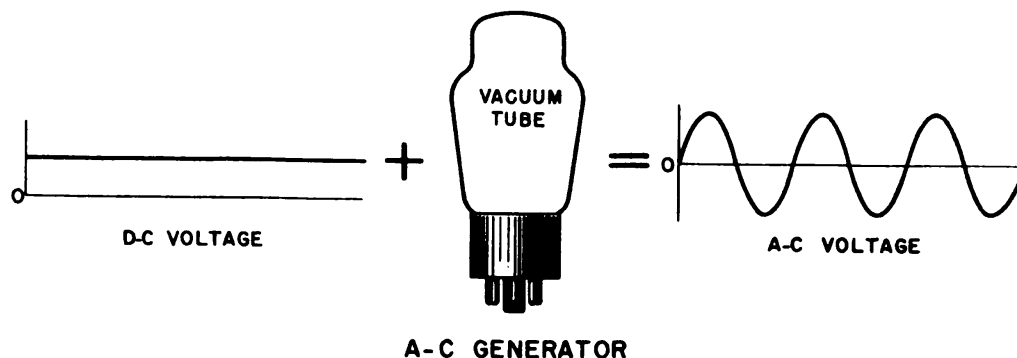 VACUUM
TUBE
O
D-C VOLTAGE
+
=
O
A-C VOLTAGE
A-C GENERATOR